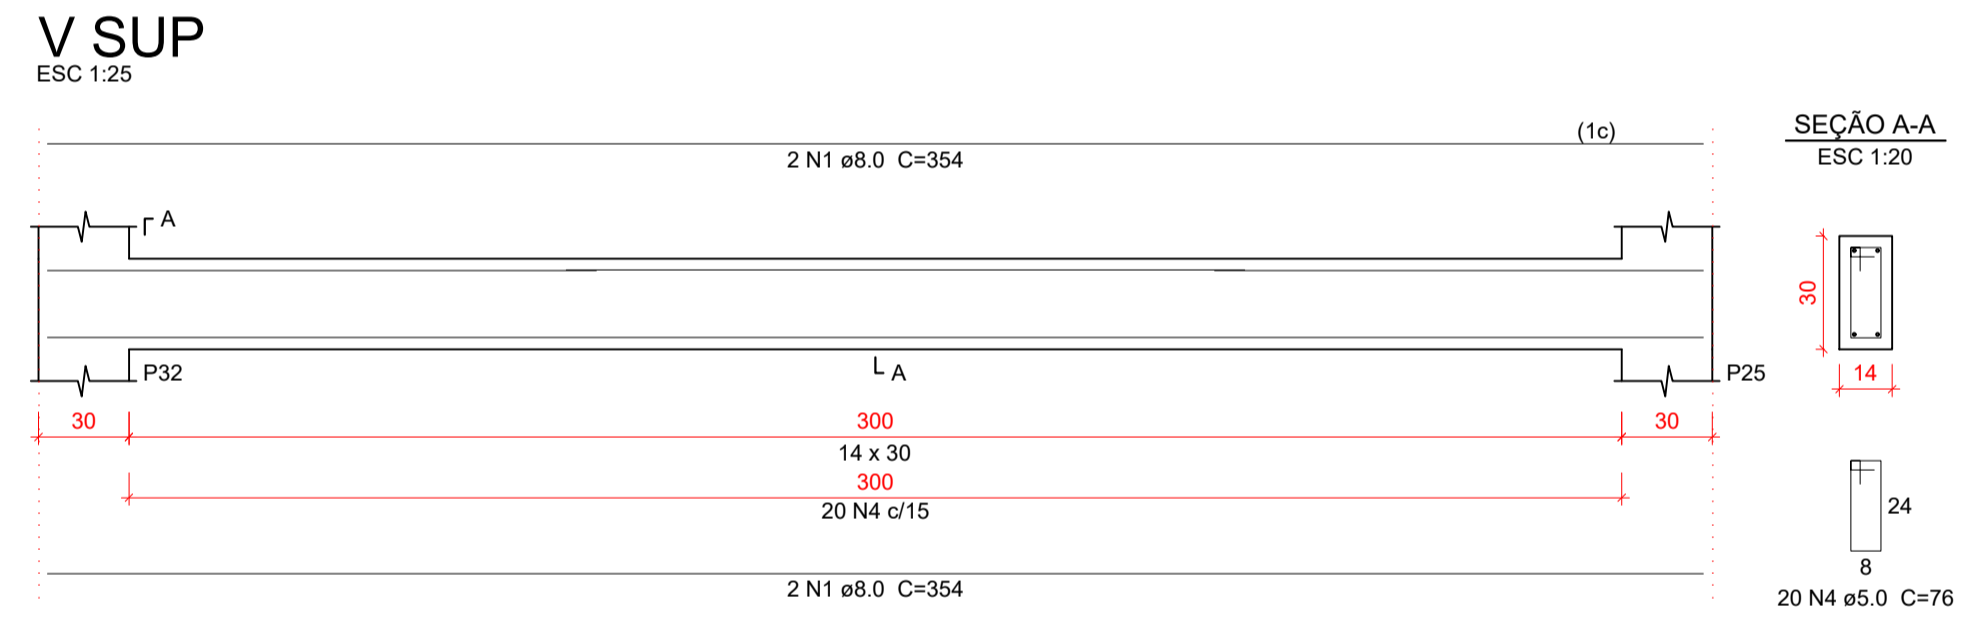 V SUP
ESC 1:25
(1c)
2 N1 ø8.0 C=354
SEÇÃO A-A
ESC 1:20
A
30
P32
A
P25
14
30
300
30
14 x 30
300
20 N4 c/15
24
8
2 N1 ø8.0 C=354
20 N4 ø5.0 C=76